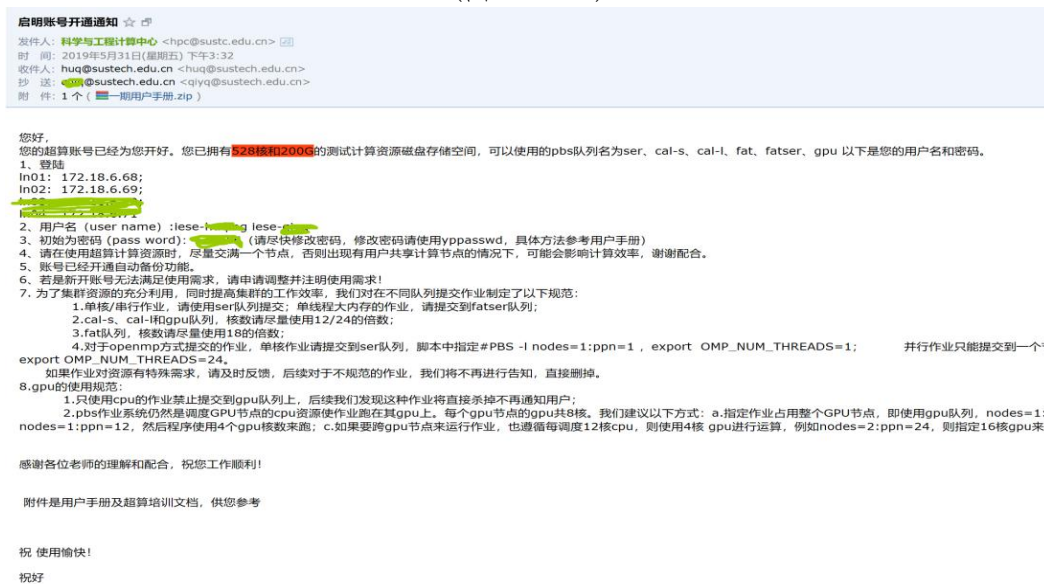 启明账号开通通知
发件人: 科学与工程计算中心 <hpc@sustc.edu.cn>
时 间: 2019年5月31日(星期五) 下午3:32
收件人: huq@sustech.edu.cn <huq@sustech.edu.cn>
抄 送: @sustech.edu.cn <qiyq@sustech.edu.cn>
附 件: 1 个 ( 一期用户手册.zip )
您好,
您的超算账号已经为您开好。您已拥有528核和200G的测试计算资源磁盘存储空间, 可以使用的pbs队列名为ser、cal-s、cal-l、fat、fatser、gpu 以下是您的用户名和密码。
1、登陆
ln01: 172.18.6.68;
ln02: 172.18.6.69;
2、用户名 (user name) :lese- lese-
3、初始为密码 (pass word): (请尽快修改密码, 修改密码请使用yppasswd, 具体方法参考用户手册)
4、请在使用超算计算资源时, 尽量交满一个节点, 否则出现有用户共享计算节点的情况下, 可能会影响计算效率, 谢谢配合。
5、账号已经开通自动备份功能。
6、若是新开账号无法满足使用需求, 请申请调整并注明使用需求!
7. 为了集群资源的充分利用, 同时提高集群的工作效率, 我们对在不同队列提交作业制定了以下规范:
1.单核/串行作业, 请使用ser队列提交; 单线程大内存的作业, 请提交到fatser队列;
2.cal-s、cal-l和gpu队列, 核数请尽量使用12/24的倍数;
3.fat队列, 核数请尽量使用18的倍数;
4.对于openmp方式提交的作业, 单核作业请提交到ser队列, 脚本中指定#PBS -l nodes=1:ppn=1 , export OMP_NUM_THREADS=1; 并行作业只能提交到一个
export OMP_NUM_THREADS=24。
如果作业对资源有特殊需求, 请及时反馈, 后续对于不规范的作业, 我们将不再进行告知, 直接删掉。
8.gpu的使用规范:
1.只使用cpu的作业禁止提交到gpu队列上, 后续我们发现这种作业将直接杀掉不再通知用户;
2.pbs作业系统仍然是调度GPU节点的cpu资源使作业跑在其gpu上。每个gpu节点的gpu共8核。我们建议以下方式: a.指定作业占用整个GPU节点, 即使用gpu队列, nodes=1:
nodes=1:ppn=12, 然后程序使用4个gpu核数来跑; c.如果要跨gpu节点来运行作业, 也遵循每调度12核cpu, 则使用4核 gpu进行运算, 例如nodes=2:ppn=24, 则指定16核gpu来
感谢各位老师的理解和配合, 祝您工作顺利!
附件是用户手册及超算培训文档, 供您参考
祝 使用愉快!
祝好